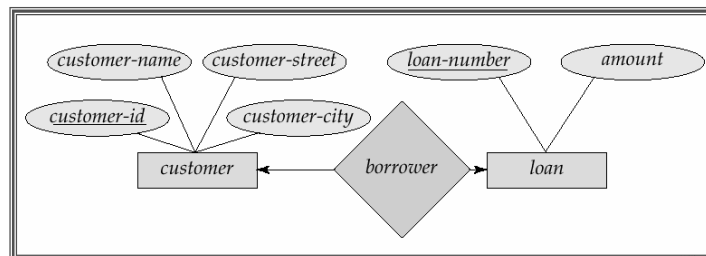 customer-name customer-street loan-number amount
customer-id customer-city
customer borrower loan